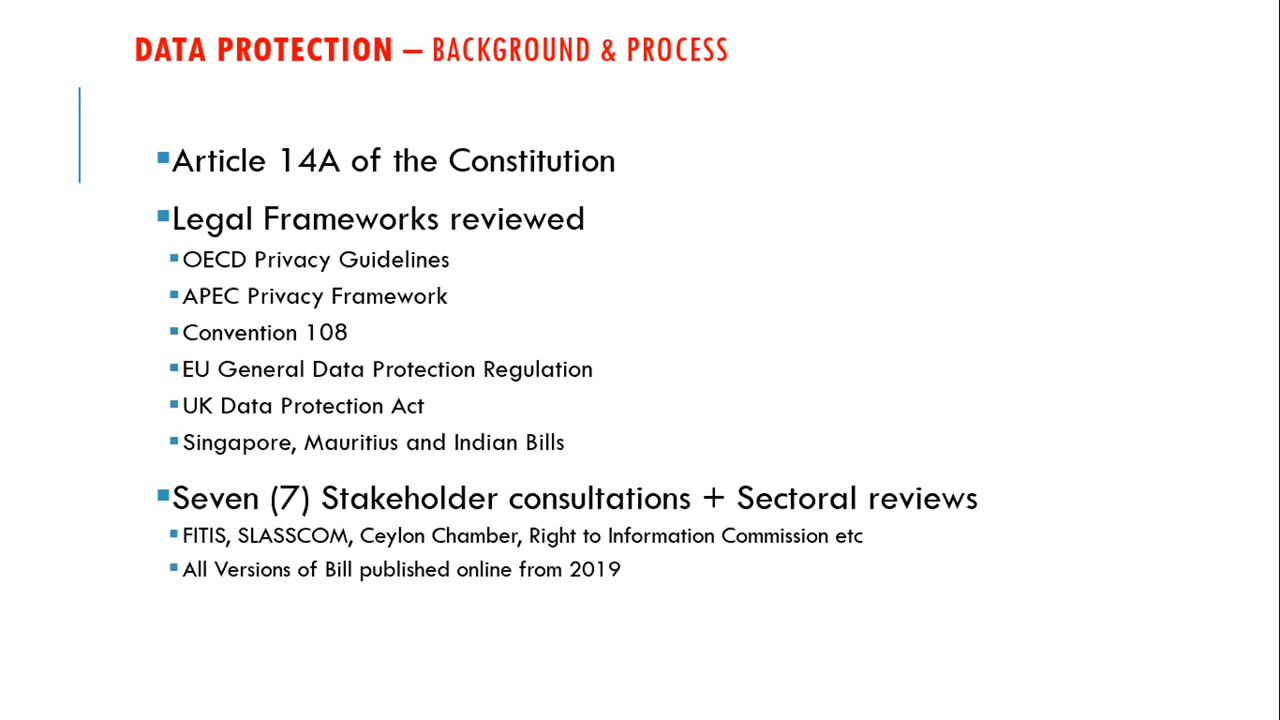 DATA PROTECTION – BACKGROUND & PROCESS
Article 14A of the Constitution
Legal Frameworks reviewed
OECD Privacy Guidelines
APEC Privacy Framework
Convention 108
EU General Data Protection Regulation
UK Data Protection Act
Singapore, Mauritius and Indian Bills
Seven (7) Stakeholder consultations + Sectoral reviews
FITIS, SLASSCOM, Ceylon Chamber, Right to Information Commission etc
All Versions of Bill published online from 2019